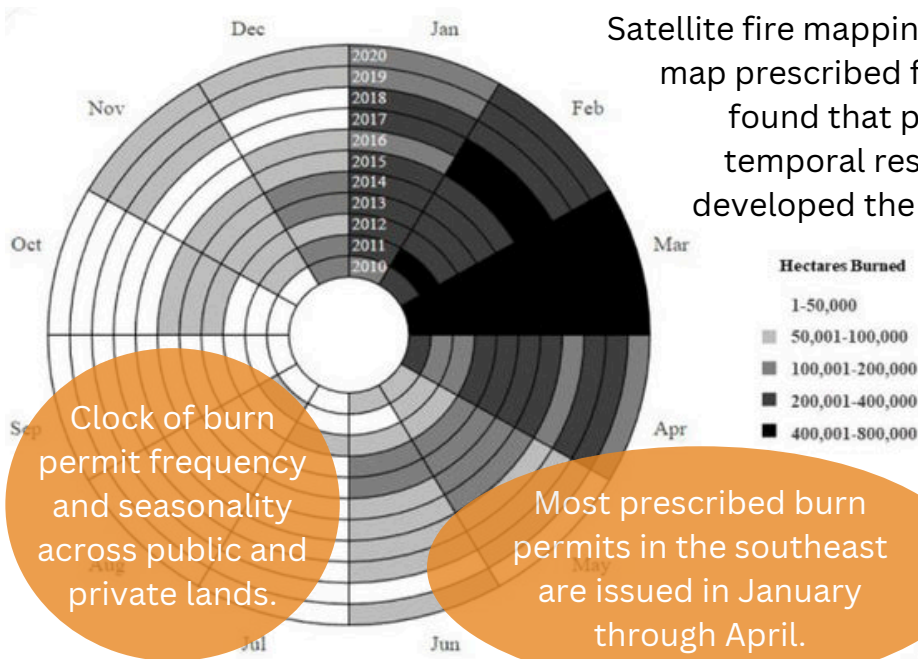 Satellite fire mappin
map prescribed f
found that p
temporal res
developed the
Dec
Jan
Nov
Feb
Oct
Mar
Sep
Apr
Aug
May
Jul
Jun
2020
2019
2018
2017
2016
2015
2014
2013
2012
2011
2010
Hectares Burned
1-50,000
50,001-100,000
100,001-200,000
200,001-400,000
400,001-800,000
Clock of burn
permit frequency
and seasonality
across public and
private lands.
Most prescribed burn
permits in the southeast
are issued in January
through April.